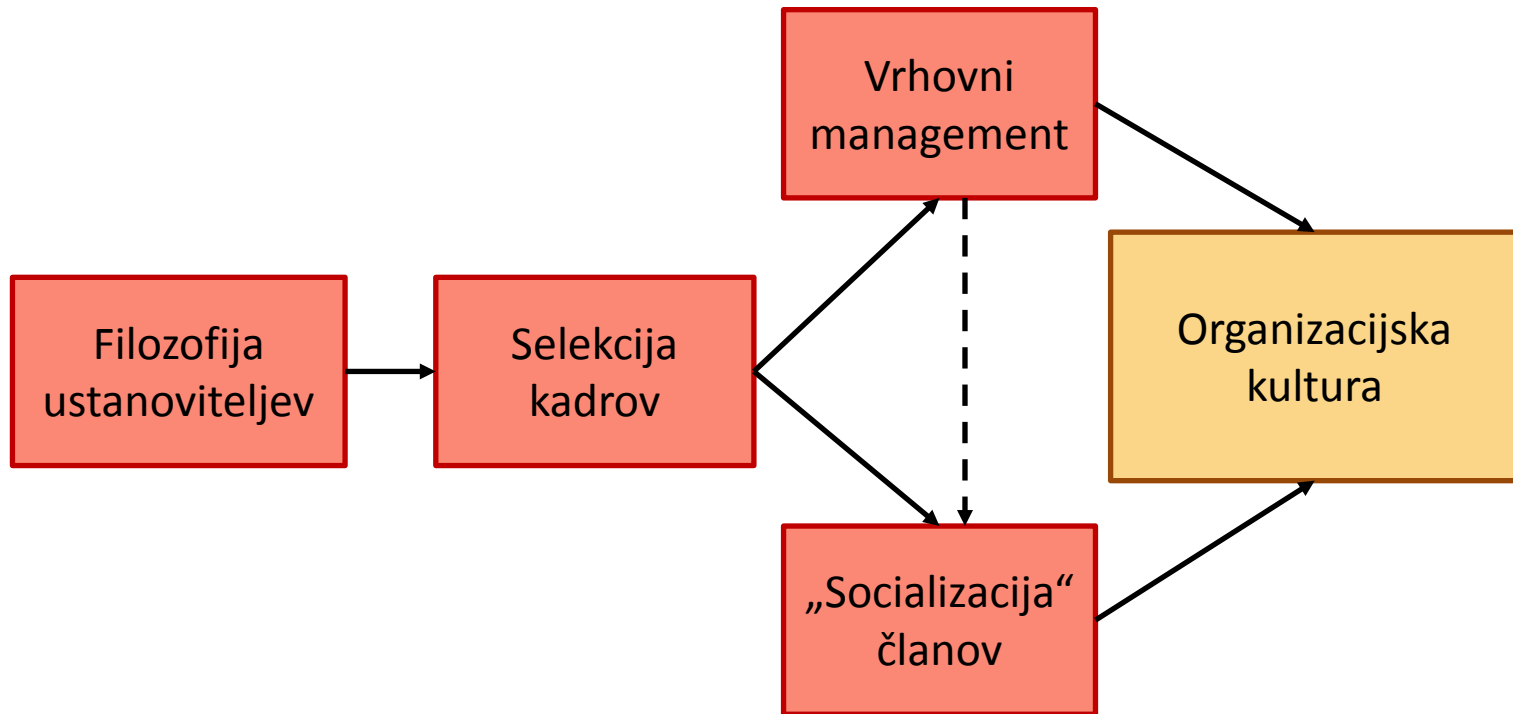 Filozofija
ustanoviteljev
Selekcija
kadrov
Vrhovni
management
„Socializacija“
članov
Organizacijska
kultura